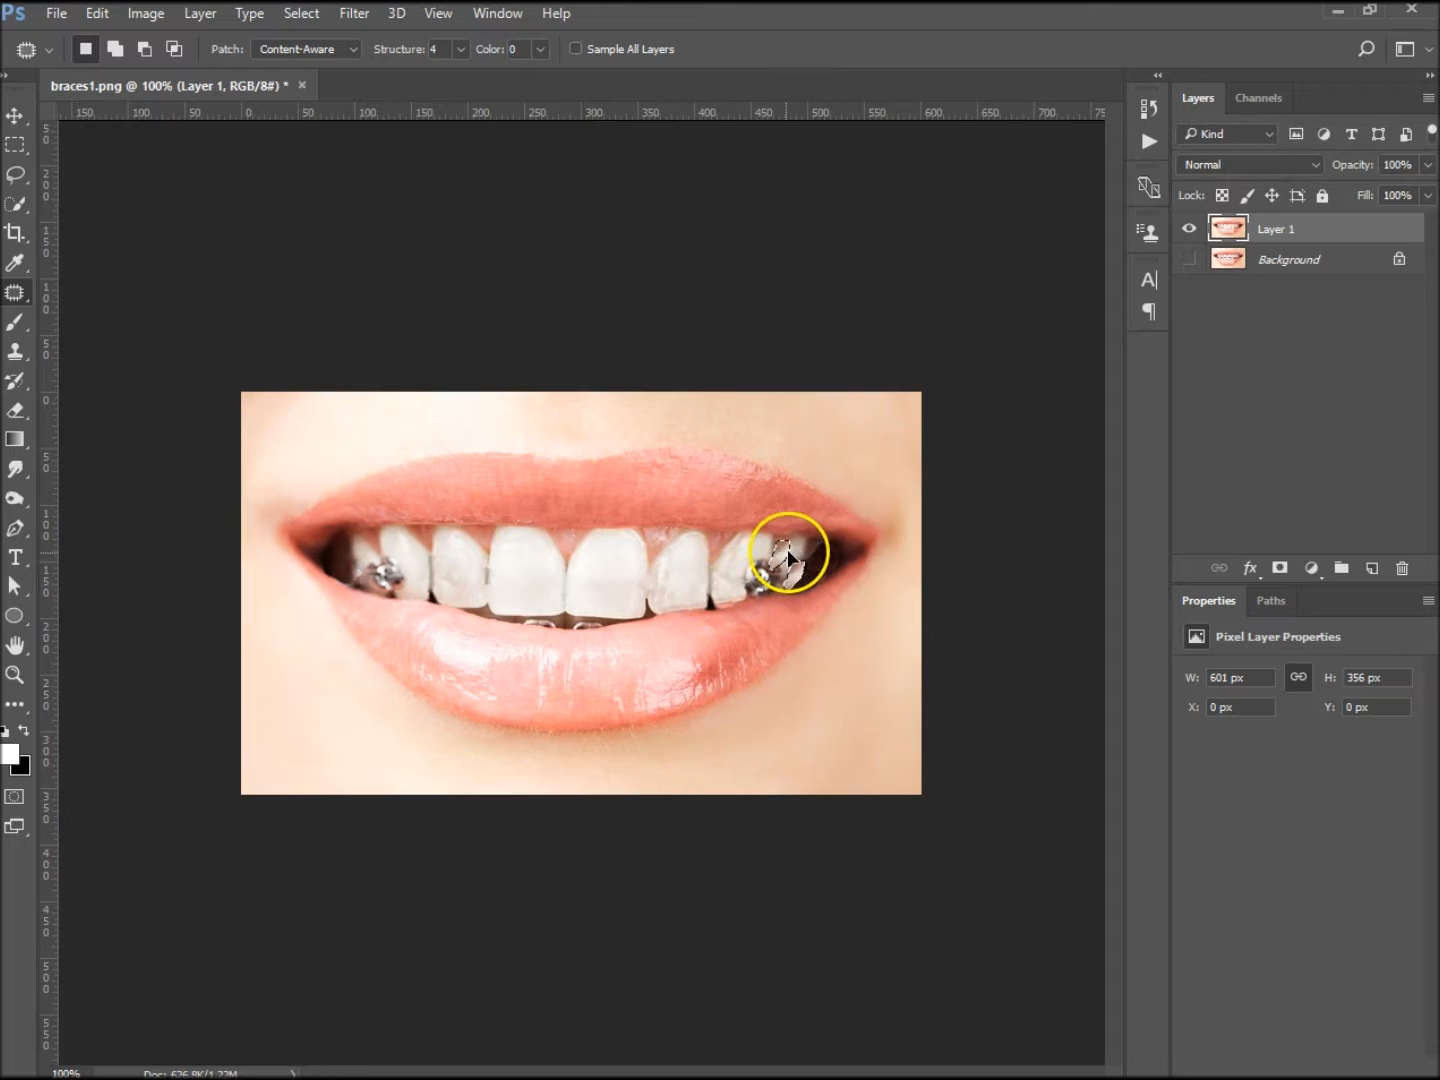 Ps File Edit Image Layer Type Select Filter 3D View Window Help
Patch: Content-Aware Structure: 4 Color: 0 Sample All Layers
braces1.png @ 100% (Layer 1, RGB/8#) * ×
150 100 50 0 50 100 150 200 250 300 350 400 450 500 550 600 650 700 75
Layers Channels
Kind
Normal Opacity: 100%
Lock: Fill: 100%
Layer 1
Background
Properties Paths
Pixel Layer Properties
W: 601 px H: 356 px
X: 0 px Y: 0 px
100% Doc: 626.8K/1.22M